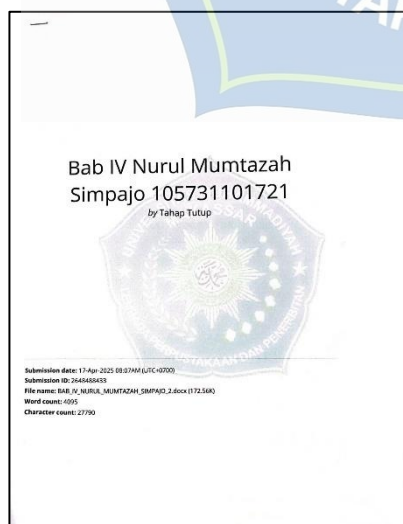 Bab IV Nurul Mumtazah
Simpajo 105731101721
by Tahap Tutup
Submission date: 17-Apr-2025 08:07AM (UTC+0700)
Submission ID: 2648488433
File name: BAB_IV_NURUL_MUMTAZAH_SIMPAJO_2.docx (172.56K)
Word count: 4095
Character count: 27790